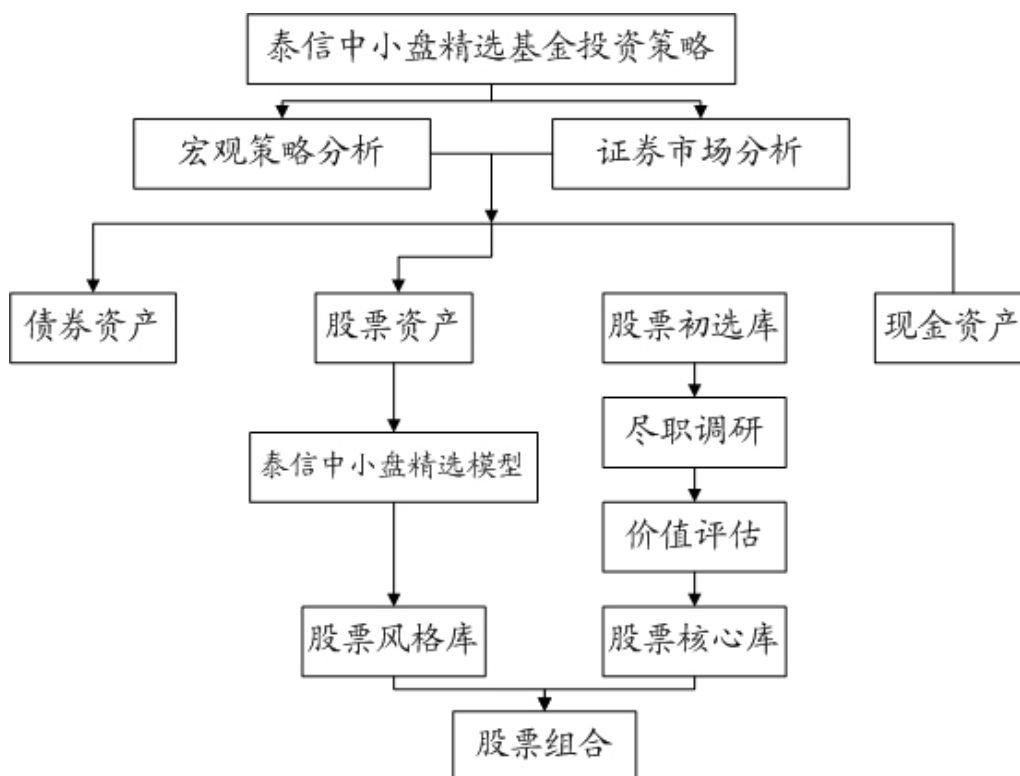 泰信中小盘精选基金投资策略
宏观策略分析
证券市场分析
债券资产
股票资产
股票初选库
现金资产
尽职调研
泰信中小盘精选模型
价值评估
股票风格库
股票核心库
股票组合